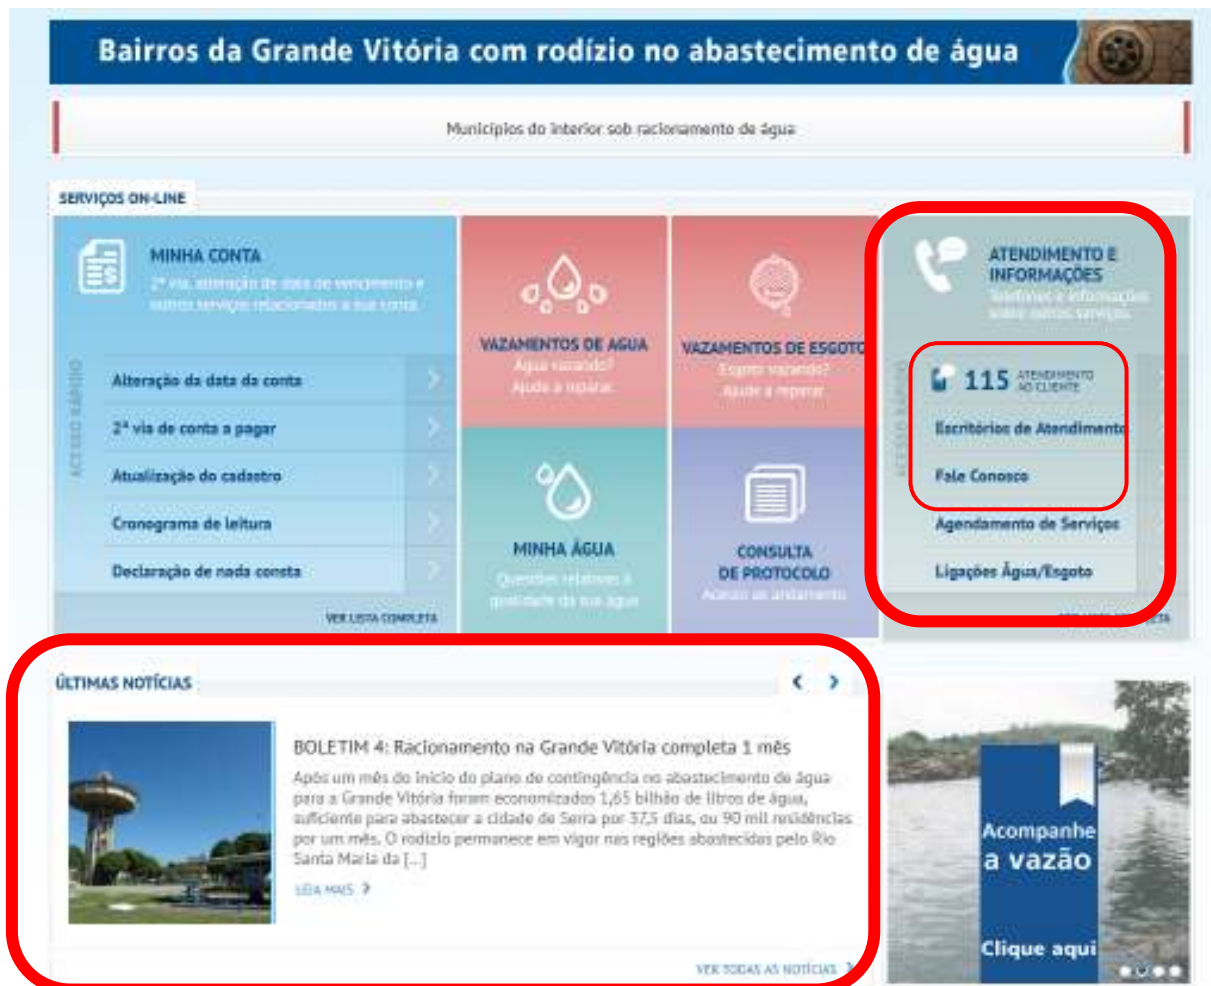 Bairros da Grande Vitória com rodízio no abastecimento de água
Municípios do interior sob racionamento de água
SERVIÇOS ON-LINE
MINHA CONTA
2ª via, alteração de data de vencimento e
outros serviços relacionados a sua conta.
ACESSO RÁPIDO
Alteração da data da conta
2ª via de conta a pagar
Atualização do cadastro
Cronograma de leitura
Declaração de nada consta
VER LISTA COMPLETA
VAZAMENTOS DE AGUA
Água vazando?
Ajude a reparar.
VAZAMENTOS DE ESGOTO
Esgoto vazando?
Ajude a reparar.
MINHA ÁGUA
Questões relativas à
qualidade da sua água
CONSULTA
DE PROTOCOLO
Acesso ao andamento
ATENDIMENTO E
INFORMAÇÕES
Telefones e informações
sobre outros serviços.
ACESSO RÁPIDO
115 ATENDIMENTO
AO CLIENTE
Escritórios de Atendimento
Fale Conosco
Agendamento de Serviços
Ligações Água/Esgoto
ÚLTIMAS NOTÍCIAS
BOLETIM 4: Racionamento na Grande Vitória completa 1 mês
Após um mês do início do plano de contingência no abastecimento de água
para a Grande Vitória foram economizados 1,65 bilhão de litros de água,
suficiente para abastecer a cidade de Serra por 37,5 dias, ou 90 mil residências
por um mês. O rodízio permanece em vigor nas regiões abastecidas pelo Rio
Santa Maria da [...]
LEIA MAIS
VER TODAS AS NOTÍCIAS
Acompanhe
a vazão
Clique aqui